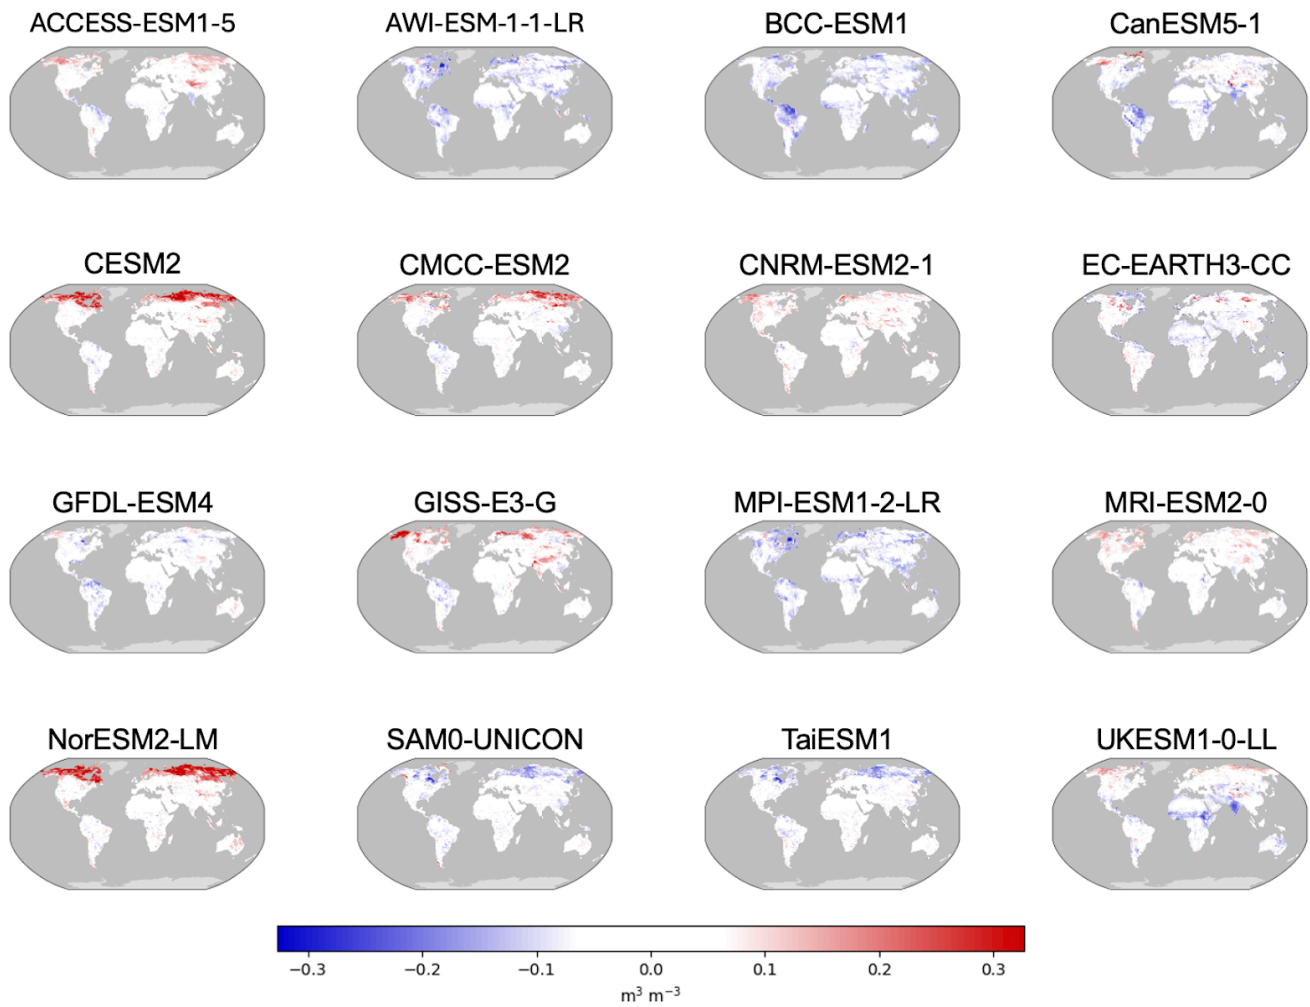 ACCESS-ESM1-5 AWI-ESM-1-1-LR BCC-ESM1 CanESM5-1
CESM2 CMCC-ESM2 CNRM-ESM2-1 EC-EARTH3-CC
GFDL-ESM4 GISS-E3-G MPI-ESM1-2-LR MRI-ESM2-0
NorESM2-LM SAM0-UNICON TaiESM1 UKESM1-0-LL
−0.3 −0.2 −0.1 0.0 0.1 0.2 0.3
m³ m⁻³